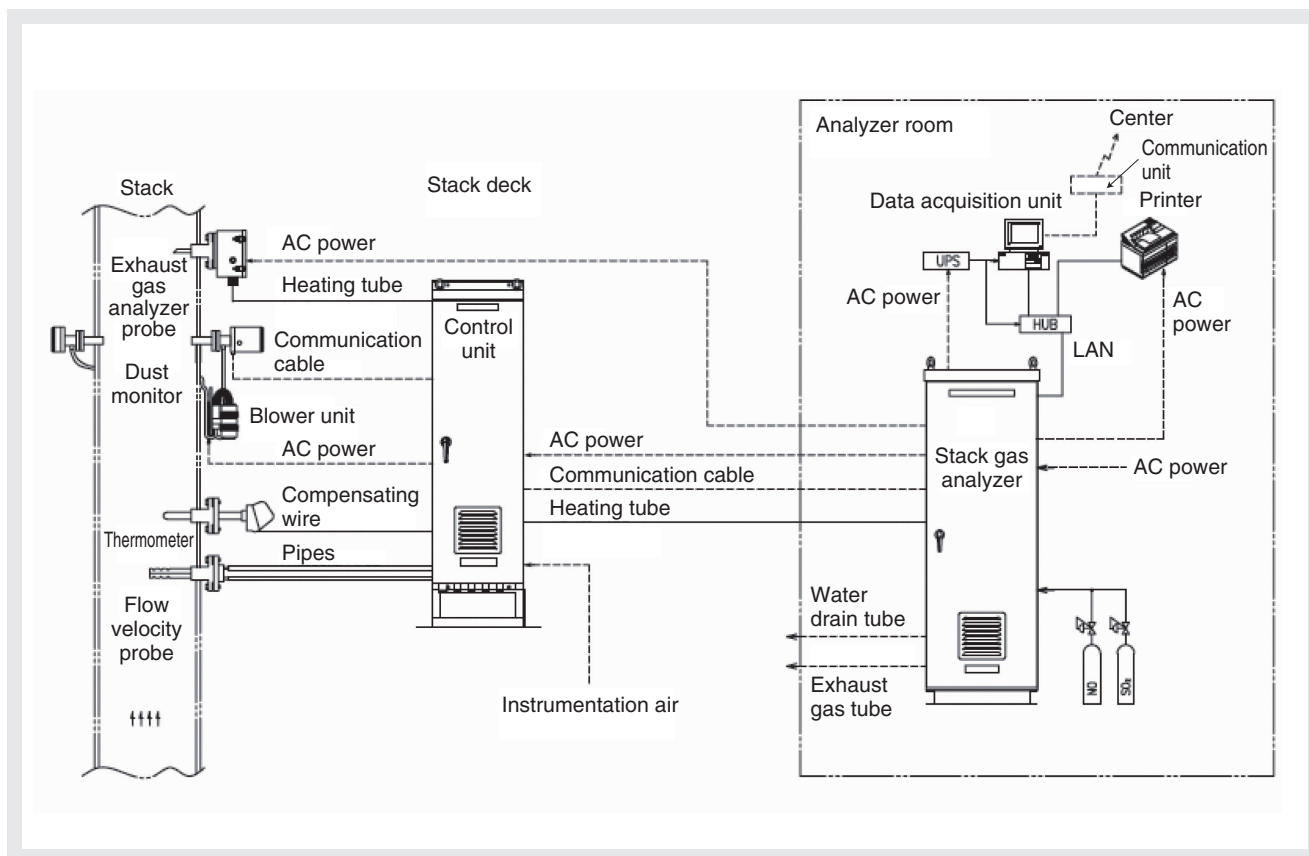 Stack
Stack deck
Analyzer room
Center
Communication
unit
Data acquisition unit
Printer
UPS
AC power
HUB
LAN
AC
power
AC power
Heating tube
Exhaust
gas
analyzer
probe
Control
unit
Communication
cable
Dust
monitor
Blower unit
AC power
Compensating
wire
Thermometer
Pipes
Flow
velocity
probe
AC power
Communication cable
Heating tube
Stack gas
analyzer
AC power
Water
drain tube
Exhaust
gas tube
Instrumentation air
NO
SO₂